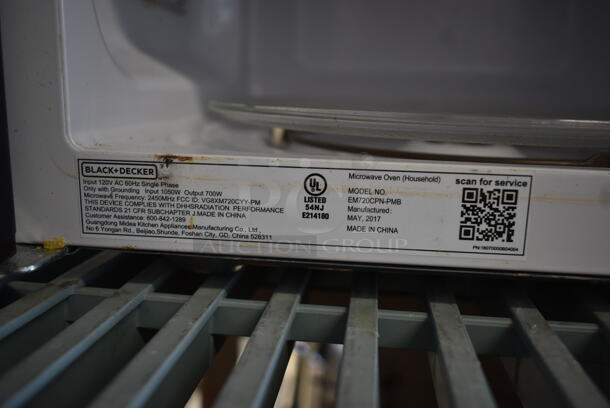 BLACK+DECKER
Input 120V AC 60Hz Single Phase
Only with Grounding Input 1050W Output 700W
Microwave Frequency: 2450MHz FCC ID: VG8XM720CYY-PM
THIS DEVICE COMPLIES WITH DHHSRADIATION PERFORMANCE
STANDARDS 21 CFR SUBCHAPTER J.MADE IN CHINA
Customer Assistance: 800-842-1289
Guangdong Midea Kitchen Appliances Manufacturing Co., Ltd.,
No 6 Yongan Rd., Beijiao,Shunde, Foshan City, GD, China 528311
UL
LISTED
54NJ
E214180
Microwave Oven (Household)
MODEL NO.
EM720CPN-PMB
Manufactured:
MAY, 2017
MADE IN CHINA
scan for service
AUCTION GROUP